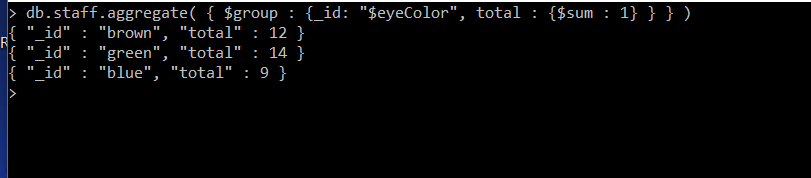 > db.staff.aggregate( { $group : {_id: "$eyeColor", total : {$sum : 1} } } )
{ "_id" : "brown", "total" : 12 }
R
{ "_id" : "green", "total" : 14 }
{ "_id" : "blue", "total" : 9 }
>